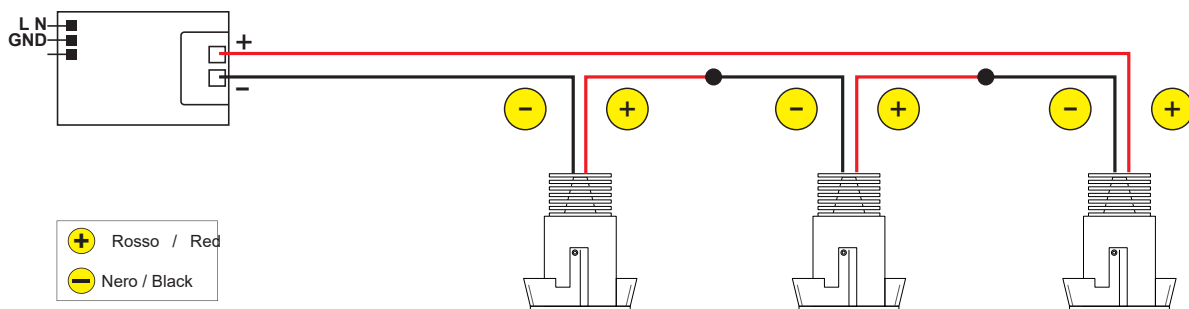 L N
GND
+
−
− + − + − +
+ Rosso / Red
− Nero / Black